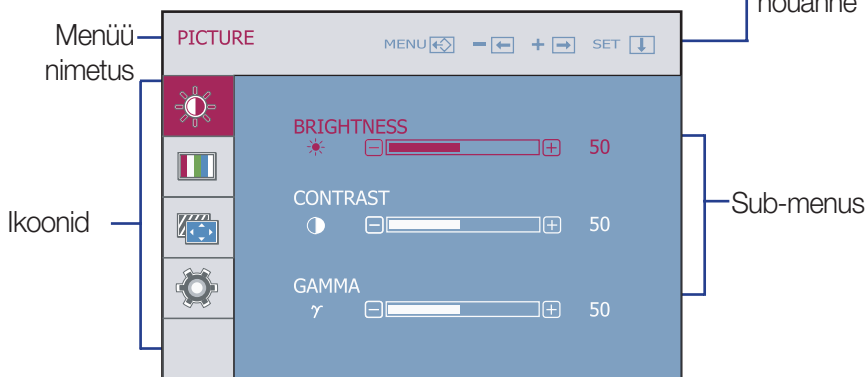 nõuanne
Menüü
nimetus
PICTURE
MENU - + SET
BRIGHTNESS
50
CONTRAST
50
GAMMA
γ 50
Ikoonid
Sub-menus